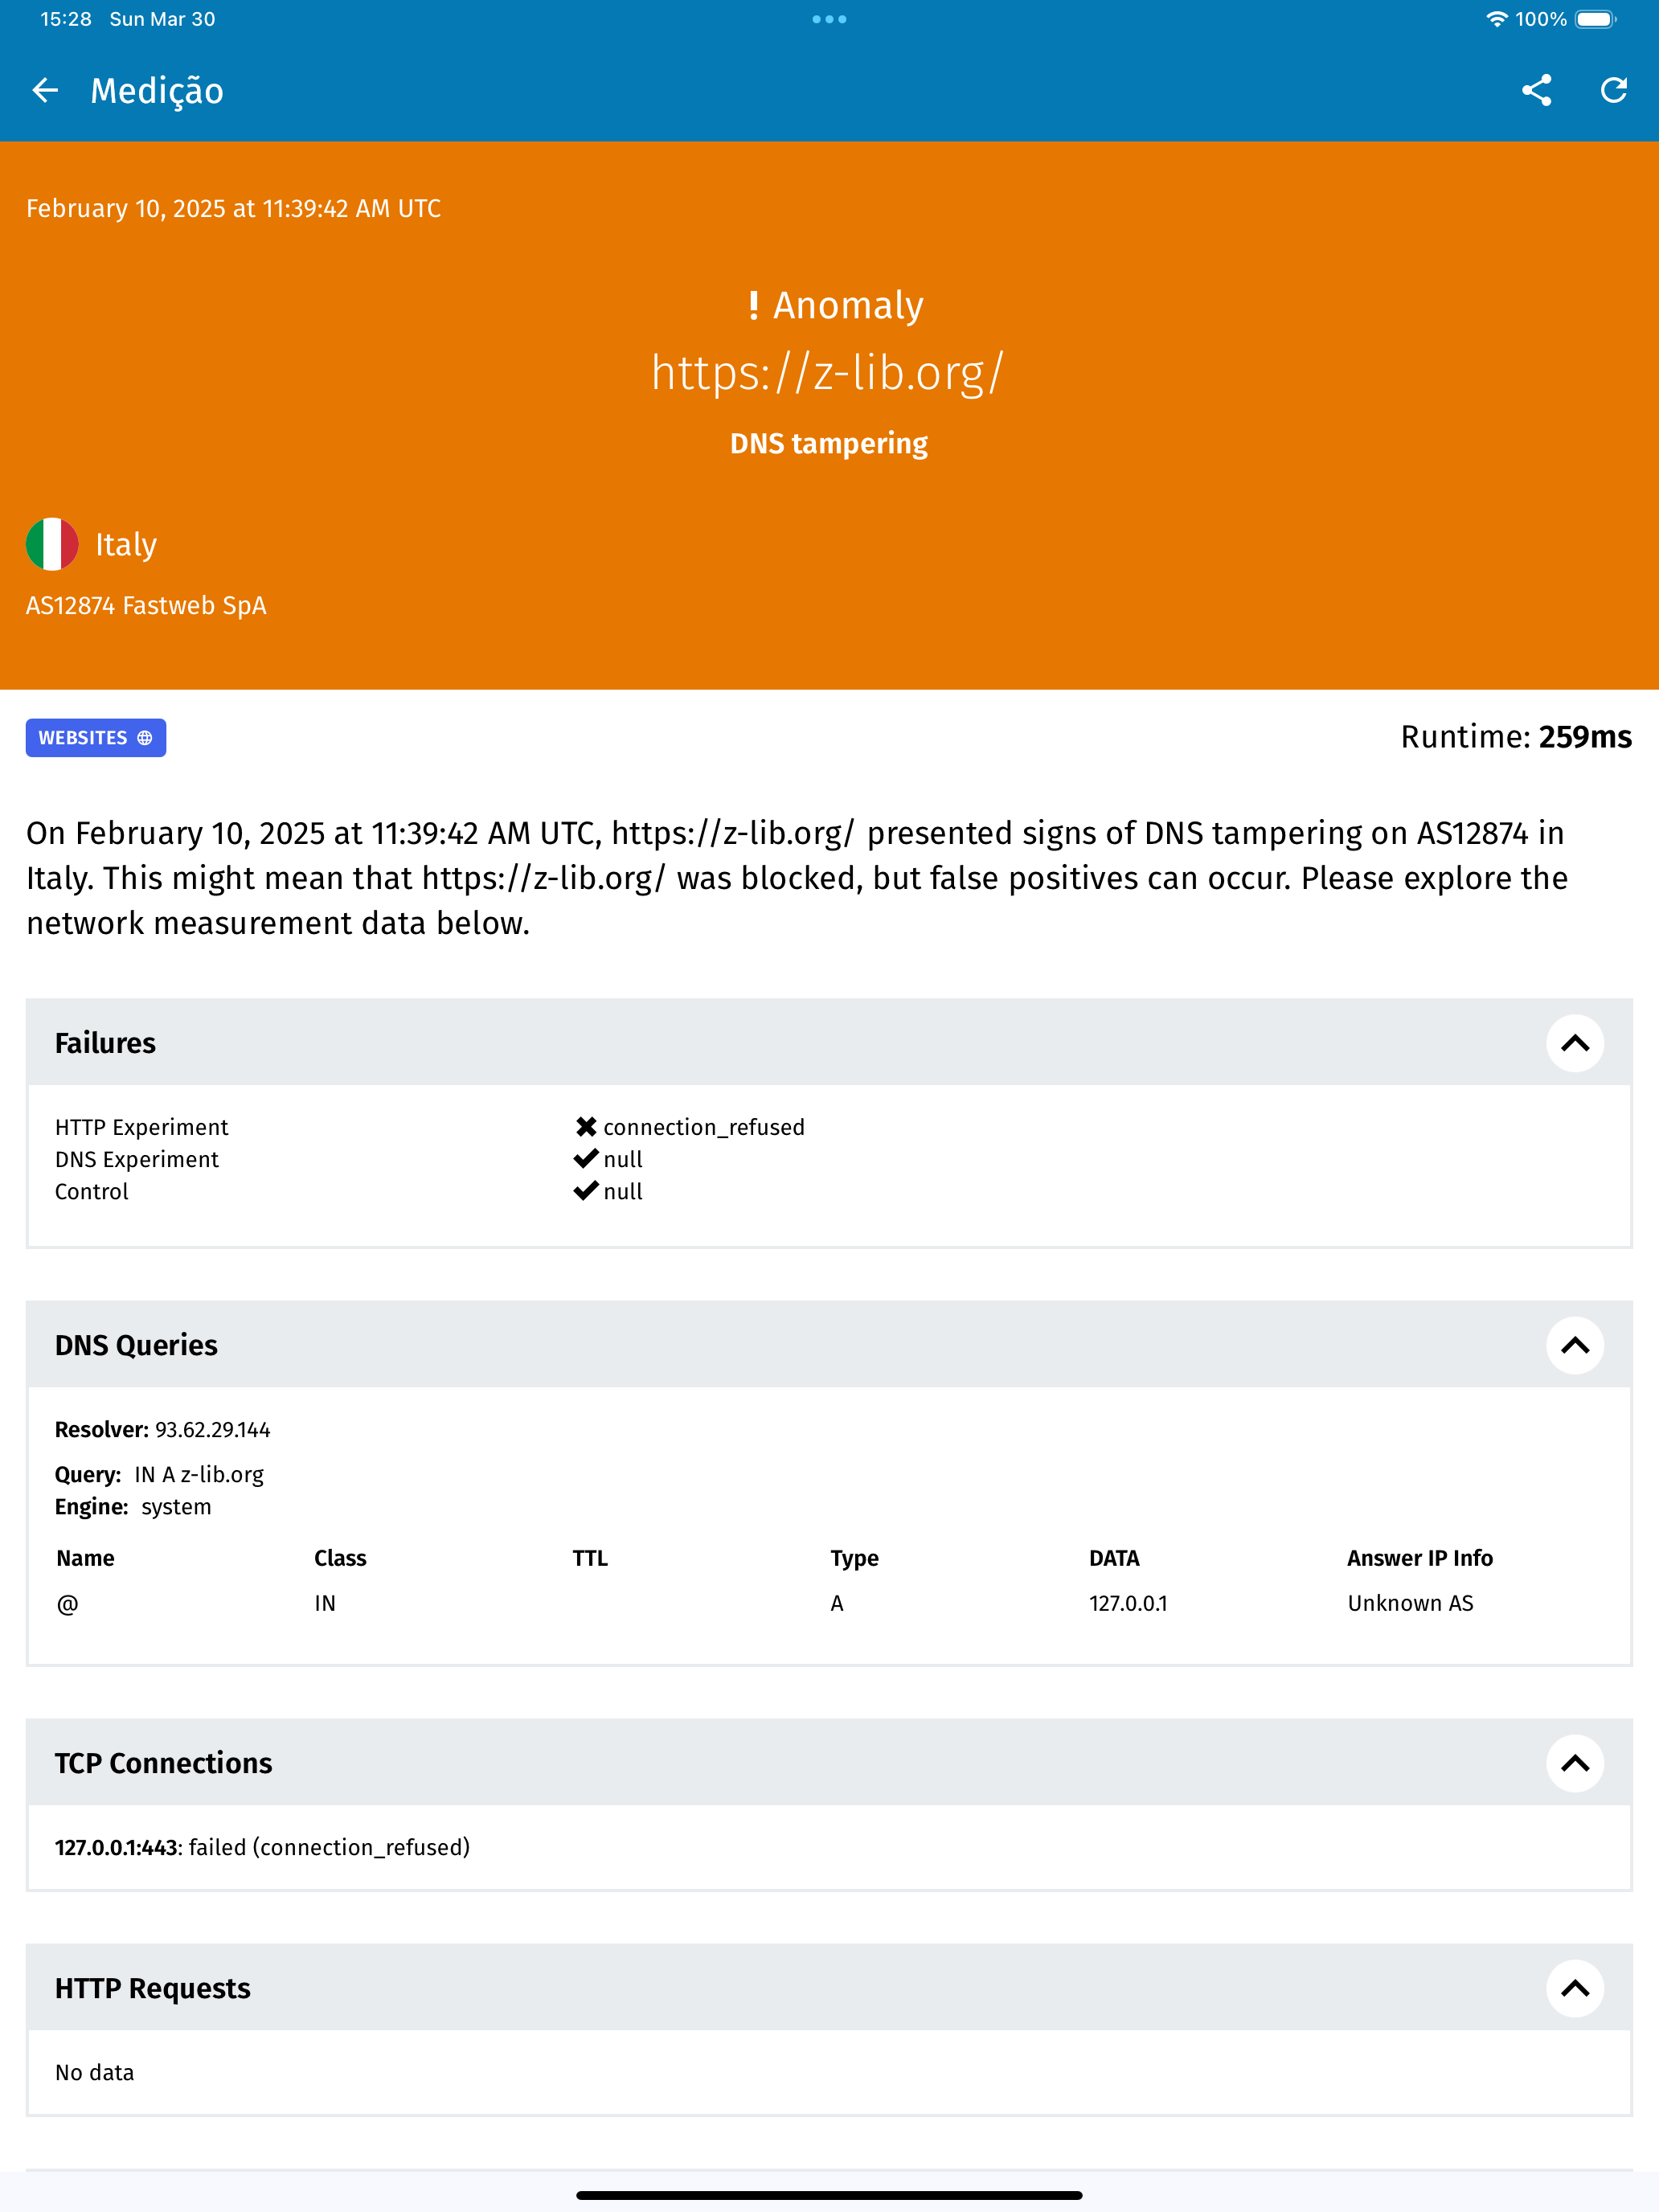 15:28 Sun Mar 30
100%
Medição
February 10, 2025 at 11:39:42 AM UTC
! Anomaly
https://z-lib.org/
DNS tampering
Italy
AS12874 Fastweb SpA
WEBSITES
Runtime: 259ms
On February 10, 2025 at 11:39:42 AM UTC, https://z-lib.org/ presented signs of DNS tampering on AS12874 in
Italy. This might mean that https://z-lib.org/ was blocked, but false positives can occur. Please explore the
network measurement data below.
Failures
HTTP Experiment ✖ connection_refused
DNS Experiment ✔ null
Control ✔ null
DNS Queries
Resolver: 93.62.29.144
Query: IN A z-lib.org
Engine: system
Name Class TTL Type DATA Answer IP Info
@ IN A 127.0.0.1 Unknown AS
TCP Connections
127.0.0.1:443: failed (connection_refused)
HTTP Requests
No data